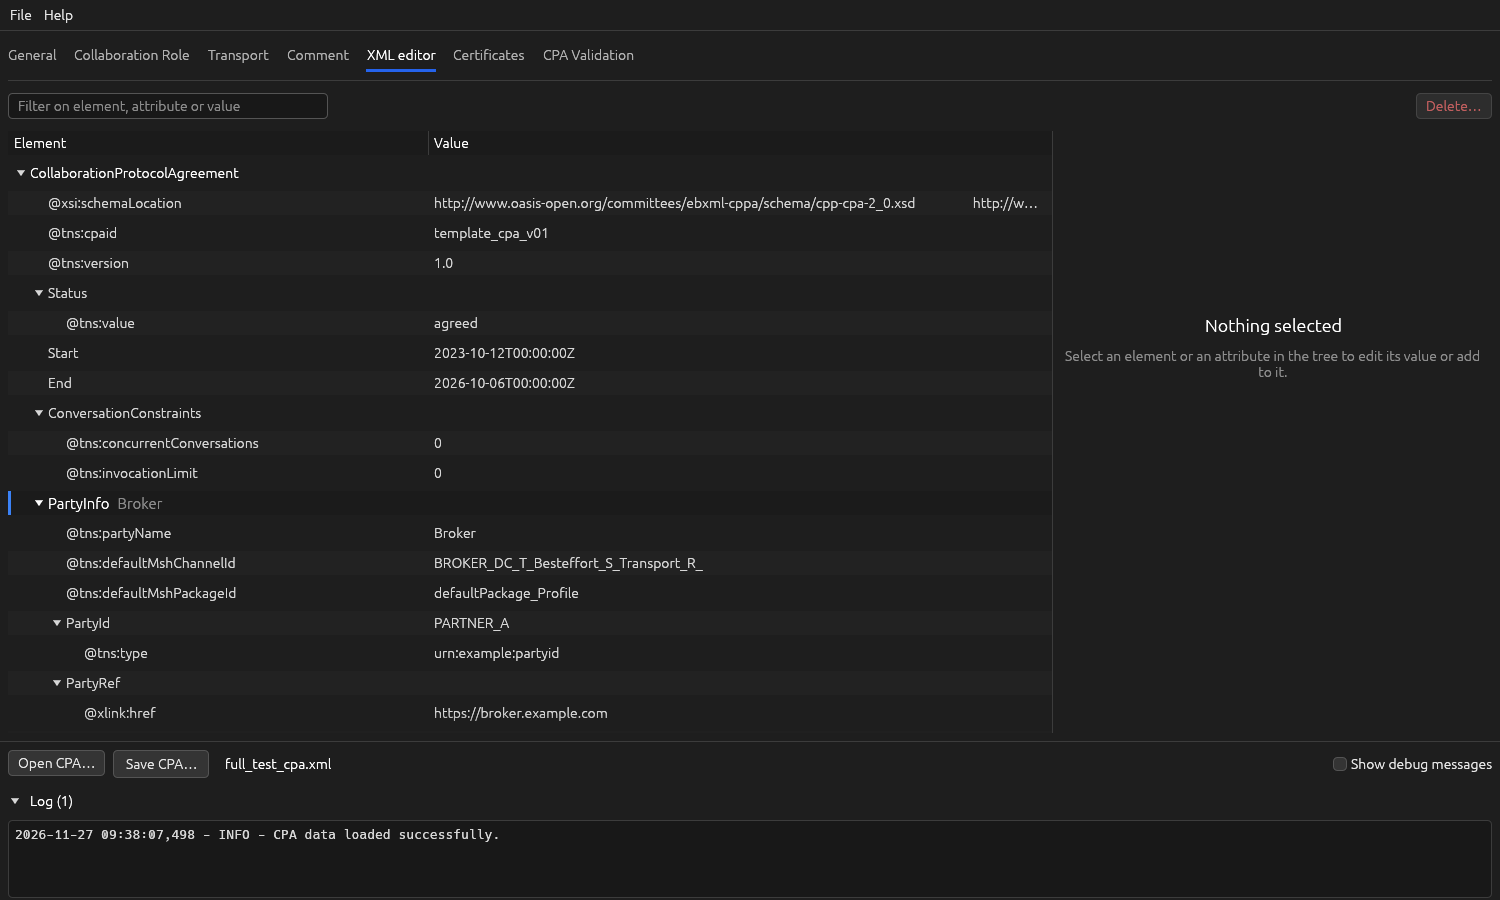 File Help
General Collaboration Role Transport Comment XML editor Certificates CPA Validation
Filter on element, attribute or value Delete…
Element Value
CollaborationProtocolAgreement
@xsi:schemaLocation http://www.oasis-open.org/committees/ebxml-cppa/schema/cpp-cpa-2_0.xsd http://w…
@tns:cpaid template_cpa_v01
@tns:version 1.0
Status
@tns:value agreed
Start 2023-10-12T00:00:00Z
End 2026-10-06T00:00:00Z
ConversationConstraints
@tns:concurrentConversations 0
@tns:invocationLimit 0
PartyInfo Broker
@tns:partyName Broker
@tns:defaultMshChannelId BROKER_DC_T_Besteffort_S_Transport_R_
@tns:defaultMshPackageId defaultPackage_Profile
PartyId PARTNER_A
@tns:type urn:example:partyid
PartyRef
@xlink:href https://broker.example.com
Nothing selected
Select an element or an attribute in the tree to edit its value or add
to it.
Open CPA… Save CPA… full_test_cpa.xml Show debug messages
Log (1)
2026-11-27 09:38:07,498 - INFO - CPA data loaded successfully.